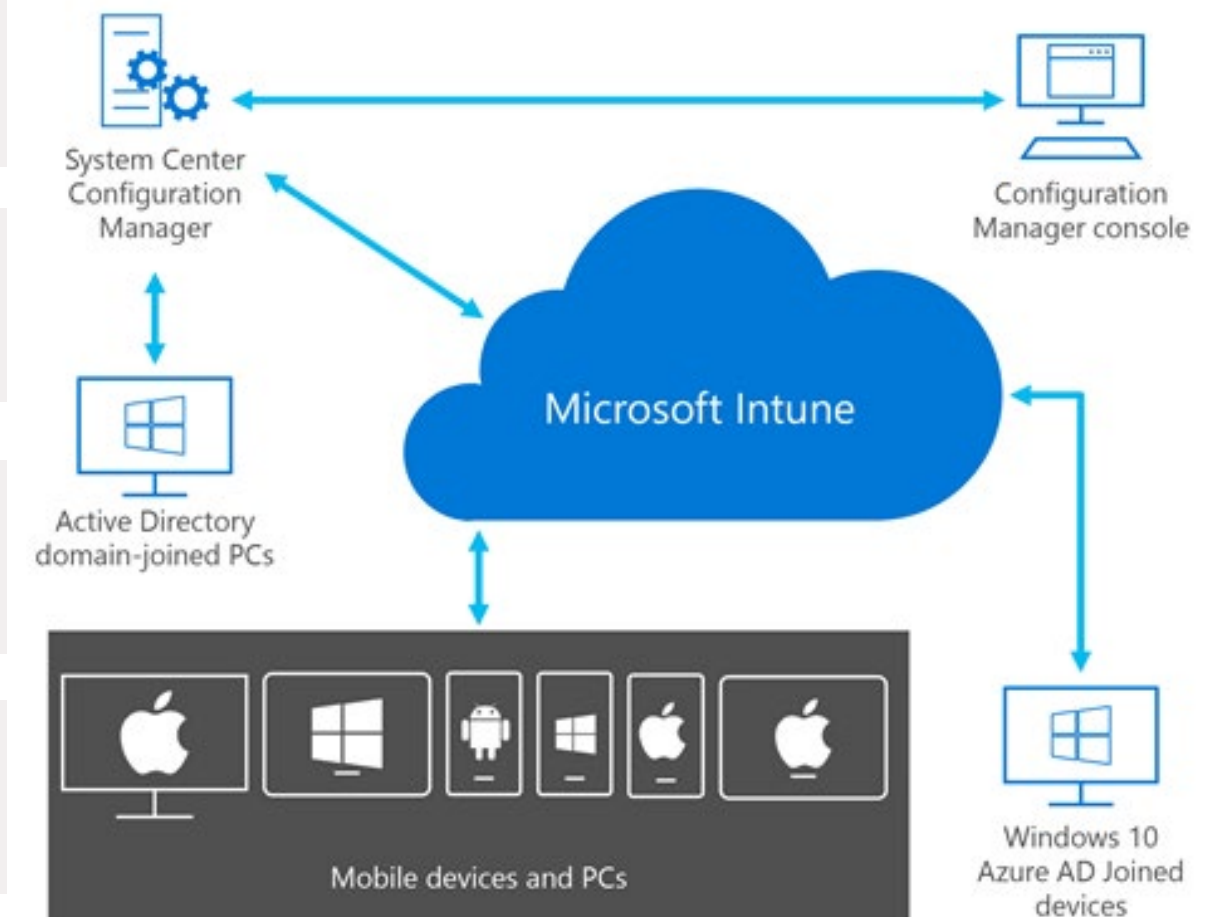 System Center
Configuration
Manager
Configuration
Manager console
Microsoft Intune
Active Directory
domain-joined PCs
Mobile devices and PCs
Windows 10
Azure AD Joined
devices